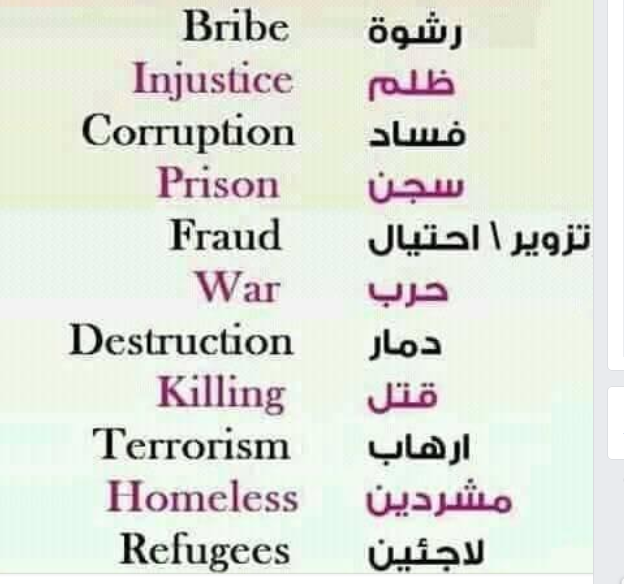 Bribe رشوة
Injustice ظلم
Corruption فساد
Prison سجن
Fraud تزوير \ احتيال
War حرب
Destruction دمار
Killing قتل
Terrorism ارهاب
Homeless مشردين
Refugees لاجئين